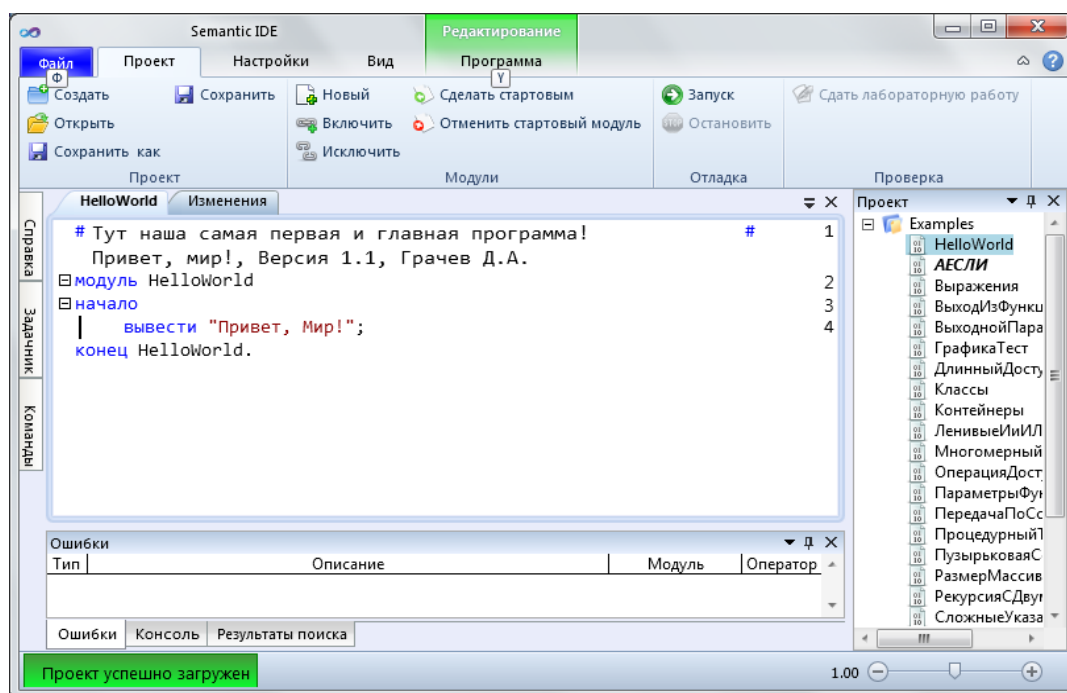 Semantic IDE
Редактирование
Файл Проект Настройки Вид Программа
Ф Y
Создать Сохранить Новый Сделать стартовым Запуск Сдать лабораторную работу
Открыть Включить Отменить стартовый модуль Остановить
Сохранить как Исключить
Проект Модули Отладка Проверка
Справка
Задачник
Команды
HelloWorld Изменения
# Тут наша самая первая и главная программа! # 1
Привет, мир!, Версия 1.1, Грачев Д.А.
модуль HelloWorld 2
начало 3
вывести "Привет, Мир!"; 4
конец HelloWorld.
Проект
Examples
HelloWorld
АЕСЛИ
Выражения
ВыходИзФункц
ВыходнойПара
ГрафикаТест
ДлинныйДосту
Классы
Контейнеры
ЛенивыеИиИЛ
Многомерный
ОперацияДост
ПараметрыФун
ПередачаПоСс
ПроцедурныйТ
ПузырьковаяС
РазмерМассив
РекурсияСДвум
СложныеУказа
Ошибки
Тип Описание Модуль Оператор
Ошибки Консоль Результаты поиска
Проект успешно загружен 1.00